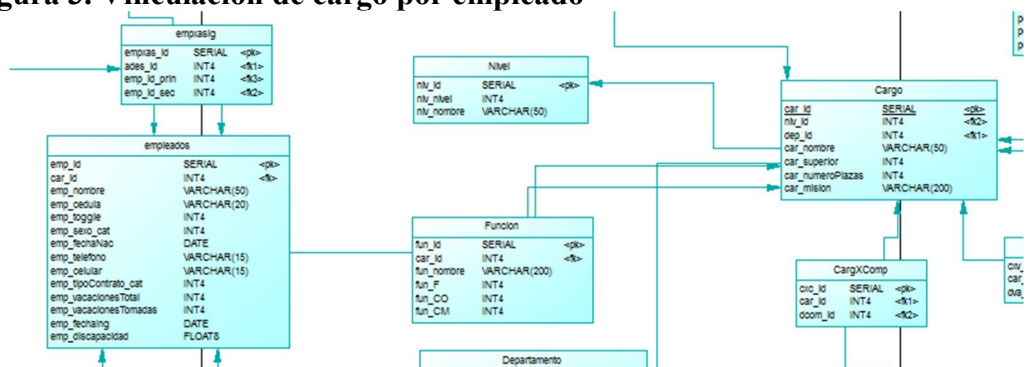 gura 3. Vinculación de cargo por empleado
empxasig
empxas_id SERIAL <pk>
ades_id INT4 <fk1>
emp_id_prin INT4 <fk3>
emp_id_sec INT4 <fk2>
empleados
emp_id SERIAL <pk>
car_id INT4 <fk>
emp_nombre VARCHAR(50)
emp_cedula VARCHAR(20)
emp_toggle INT4
emp_sexo_cat INT4
emp_fechaNac DATE
emp_telefono VARCHAR(15)
emp_celular VARCHAR(15)
emp_tipoContrato_cat INT4
emp_vacacionesTotal INT4
emp_vacacionesTomadas INT4
emp_fechaIng DATE
emp_discapacidad FLOAT8
Nivel
niv_id SERIAL <pk>
niv_nivel INT4
niv_nombre VARCHAR(50)
Funcion
fun_id SERIAL <pk>
car_id INT4 <fk>
fun_nombre VARCHAR(200)
fun_F INT4
fun_CO INT4
fun_CM INT4
Departamento
Cargo
car_id SERIAL <pk>
niv_id INT4 <fk2>
dep_id INT4 <fk1>
car_nombre VARCHAR(50)
car_superior INT4
car_numeroPlazas INT4
car_mision VARCHAR(200)
CargXComp
cxc_id SERIAL <pk>
car_id INT4 <fk1>
dcom_id INT4 <fk2>
p
p
p
cxv_
car_
dva_